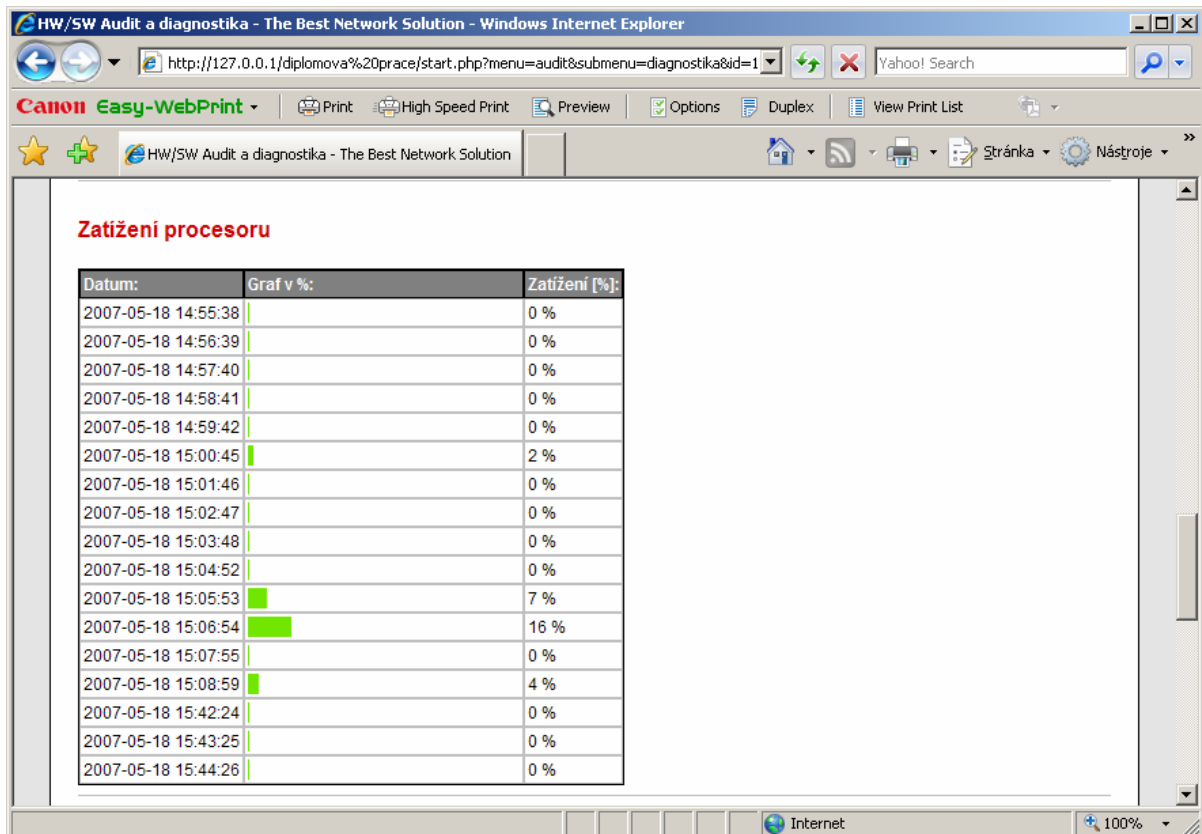 HW/SW Audit a diagnostika - The Best Network Solution - Windows Internet Explorer
http://127.0.0.1/diplomova%20prace/start.php?menu=audit&submenu=diagnostika&id=1 Yahoo! Search
Canon Easy-WebPrint Print High Speed Print Preview Options Duplex View Print List
HW/SW Audit a diagnostika - The Best Network Solution Stránka Nástroje »
Zatížení procesoru
Datum: Graf v %: Zatížení [%]:
2007-05-18 14:55:38 0 %
2007-05-18 14:56:39 0 %
2007-05-18 14:57:40 0 %
2007-05-18 14:58:41 0 %
2007-05-18 14:59:42 0 %
2007-05-18 15:00:45 2 %
2007-05-18 15:01:46 0 %
2007-05-18 15:02:47 0 %
2007-05-18 15:03:48 0 %
2007-05-18 15:04:52 0 %
2007-05-18 15:05:53 7 %
2007-05-18 15:06:54 16 %
2007-05-18 15:07:55 0 %
2007-05-18 15:08:59 4 %
2007-05-18 15:42:24 0 %
2007-05-18 15:43:25 0 %
2007-05-18 15:44:26 0 %
Internet 100%